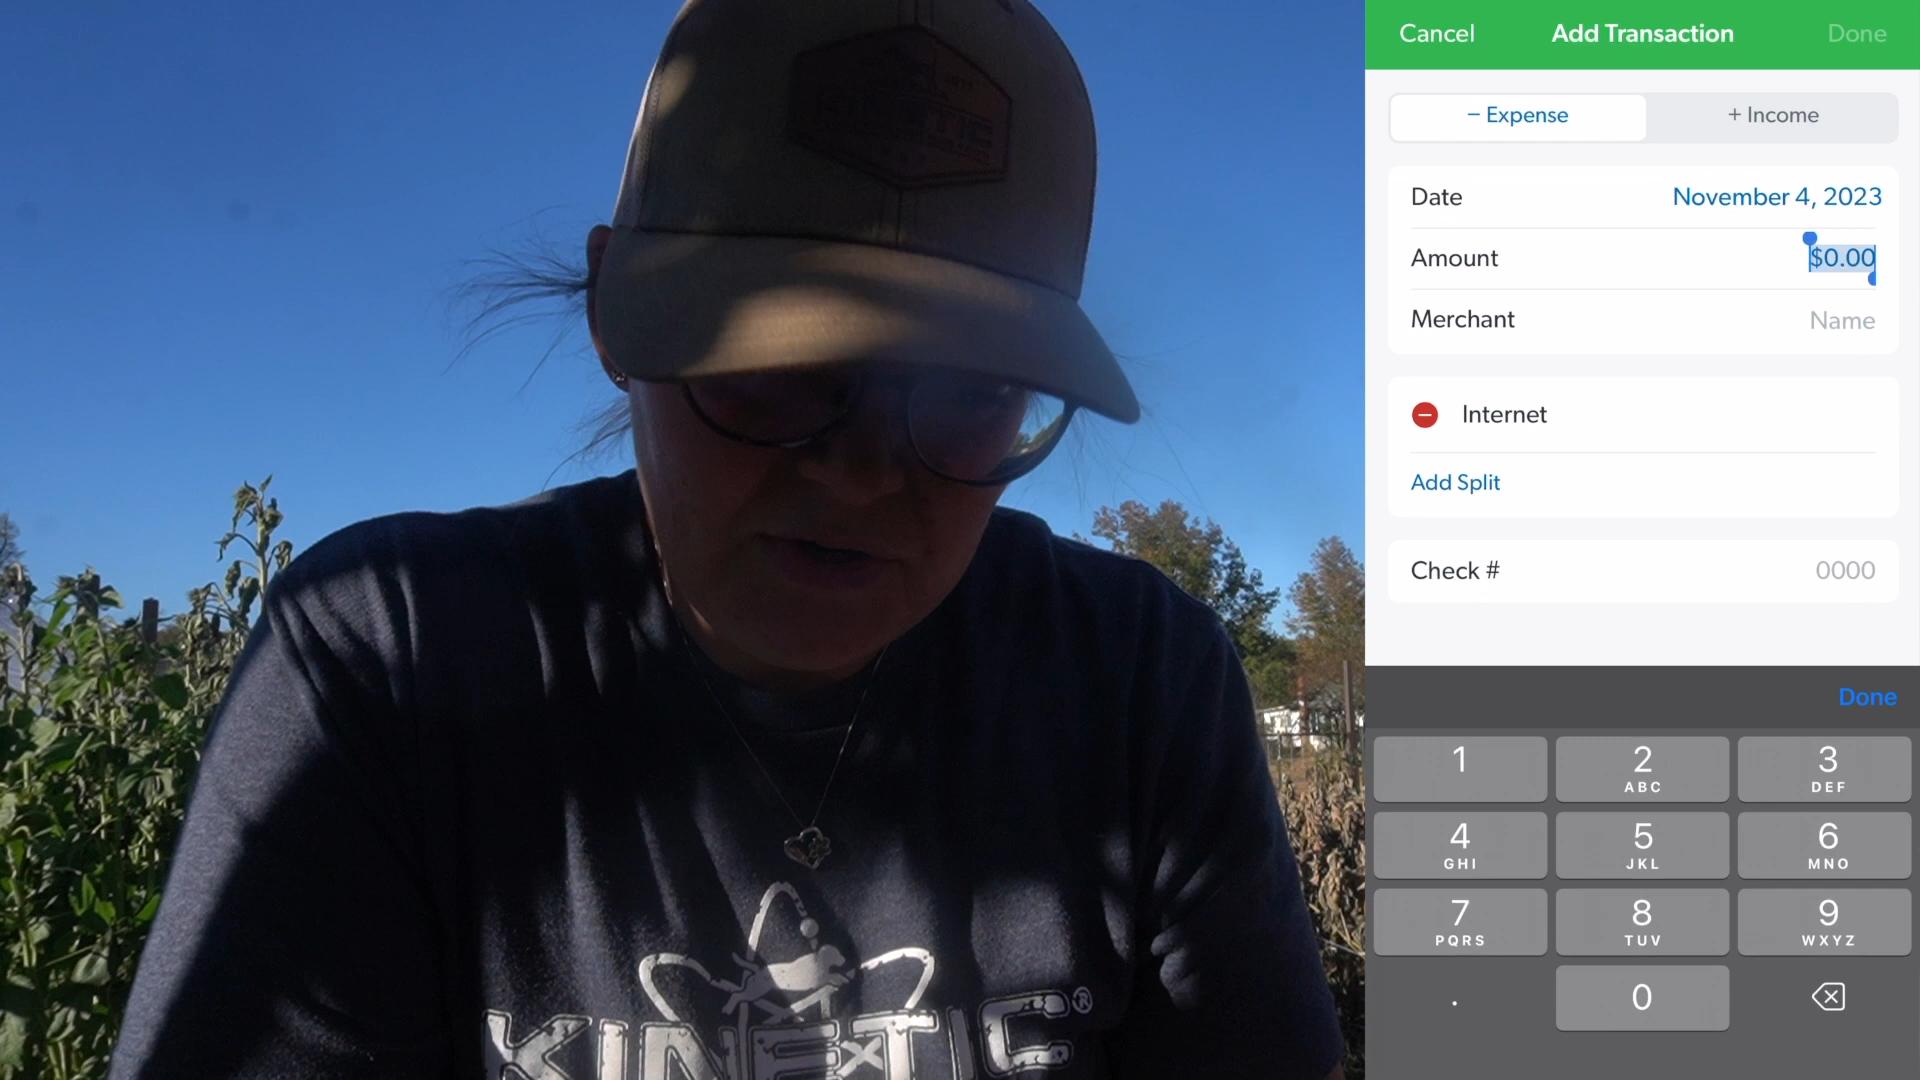 Cancel Add Transaction Done
− Expense + Income
Date November 4, 2023
Amount $0.00
Merchant Name
Internet
Add Split
Check # 0000
Done
1 2 3
ABC DEF
4 5 6
GHI JKL MNO
7 8 9
PQRS TUV WXYZ
. 0
KINETIC®